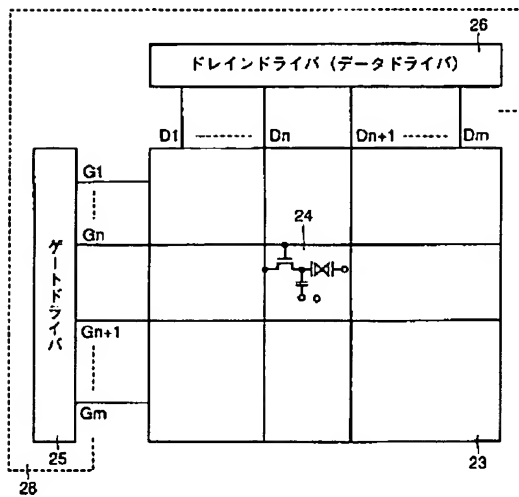 26
ドレインドライバ（データドライバ）
D1 Dn Dn+1 Dm
G1
Gn
24
Gn+1
Gm
ゲートドライバ
25
28
23